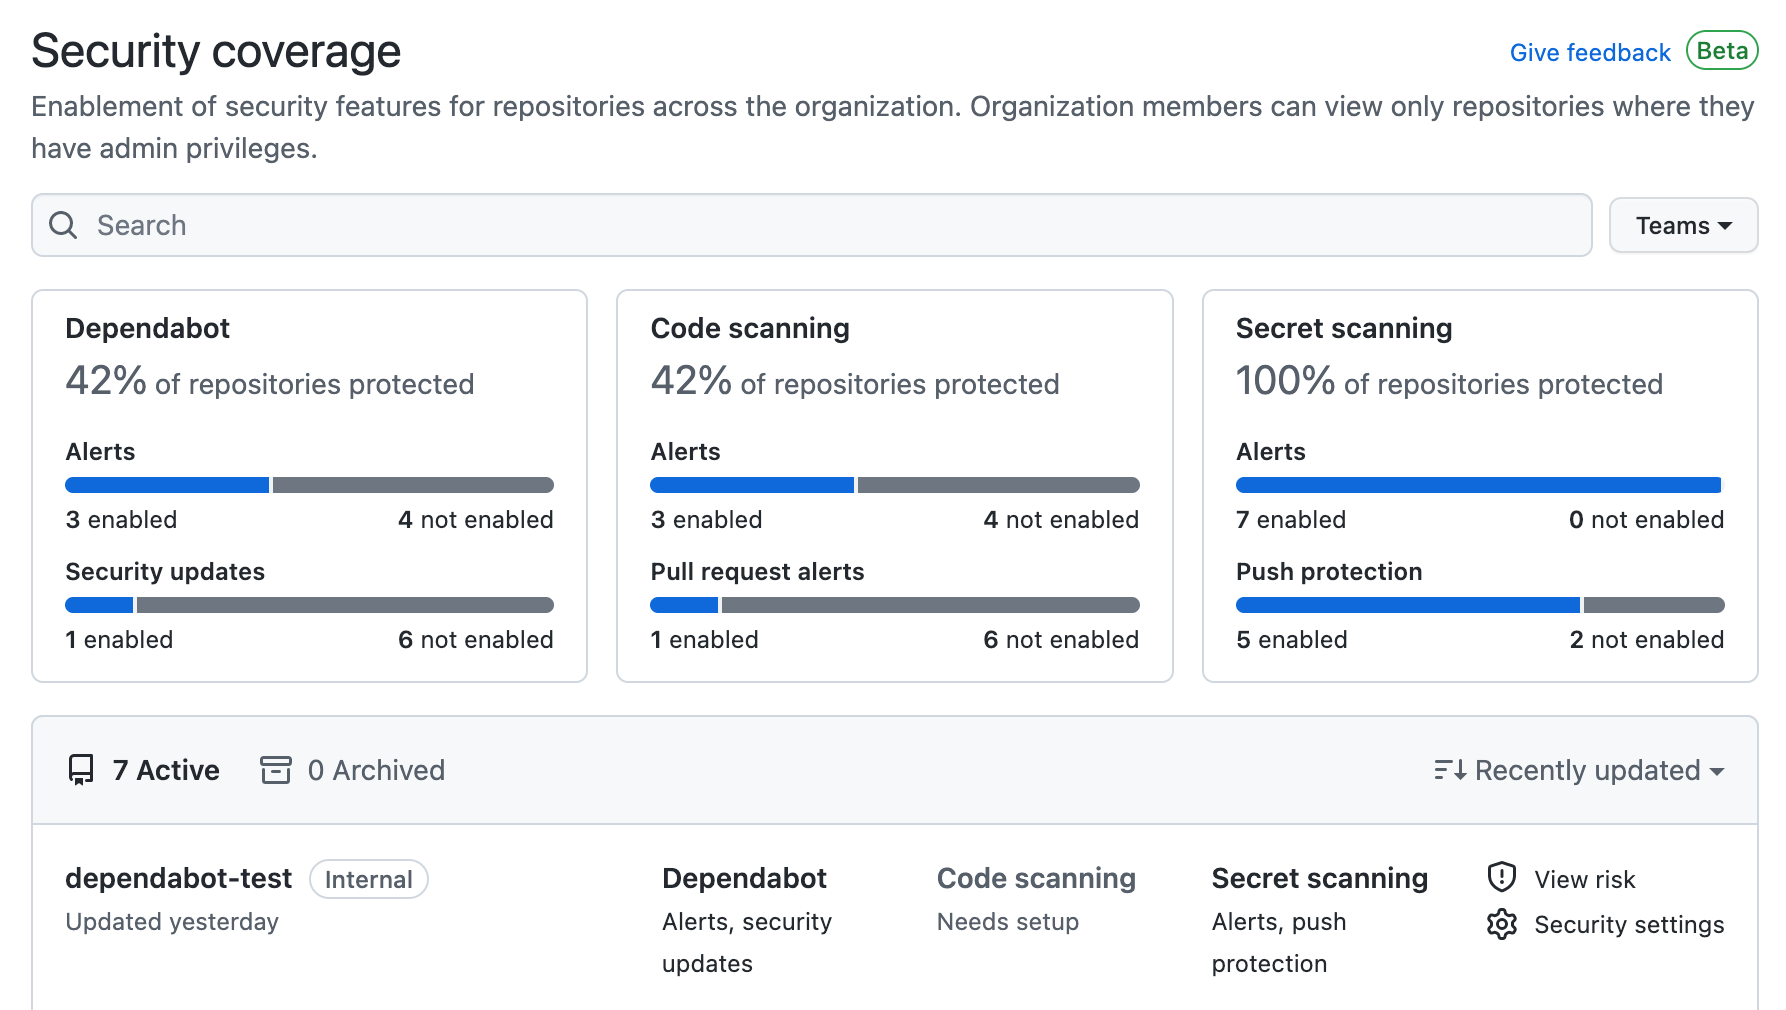 Security coverage
Give feedback
Beta
Enablement of security features for repositories across the organization. Organization members can view only repositories where they
have admin privileges.
Search
Teams
Dependabot
42% of repositories protected
Alerts
3 enabled
4 not enabled
Security updates
1 enabled
6 not enabled
Code scanning
42% of repositories protected
Alerts
3 enabled
4 not enabled
Pull request alerts
1 enabled
6 not enabled
Secret scanning
100% of repositories protected
Alerts
7 enabled
0 not enabled
Push protection
5 enabled
2 not enabled
7 Active
0 Archived
Recently updated
dependabot-test
Internal
Updated yesterday
Dependabot
Alerts, security
updates
Code scanning
Needs setup
Secret scanning
Alerts, push
protection
View risk
Security settings